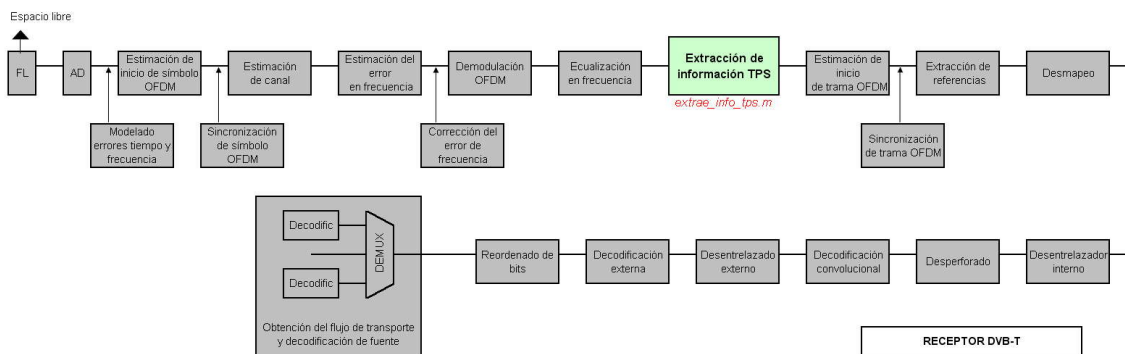 Espacio libre
FL
AD
Estimación de
inicio de símbolo
OFDM
Estimación
de canal
Estimación del
error
en frecuencia
Demodulación
OFDM
Ecualización
en frecuencia
Extracción de
información TPS
extrae_info_tps.m
Estimación de
inicio
de trama OFDM
Extracción de
referencias
Desmapeo
Modelado
errores tiempo y
frecuencia
Sincronización
de símbolo
OFDM
Corrección del
error de
frecuencia
Sincronización
de trama OFDM
Decodific
DEMUX
Decodific
Obtención del flujo de transporte
y decodificación de fuente
Reordenado de
bits
Decodificación
externa
Desentrelazado
externo
Decodificación
convolucional
Desperforado
Desentrelazador
interno
RECEPTOR DVB-T